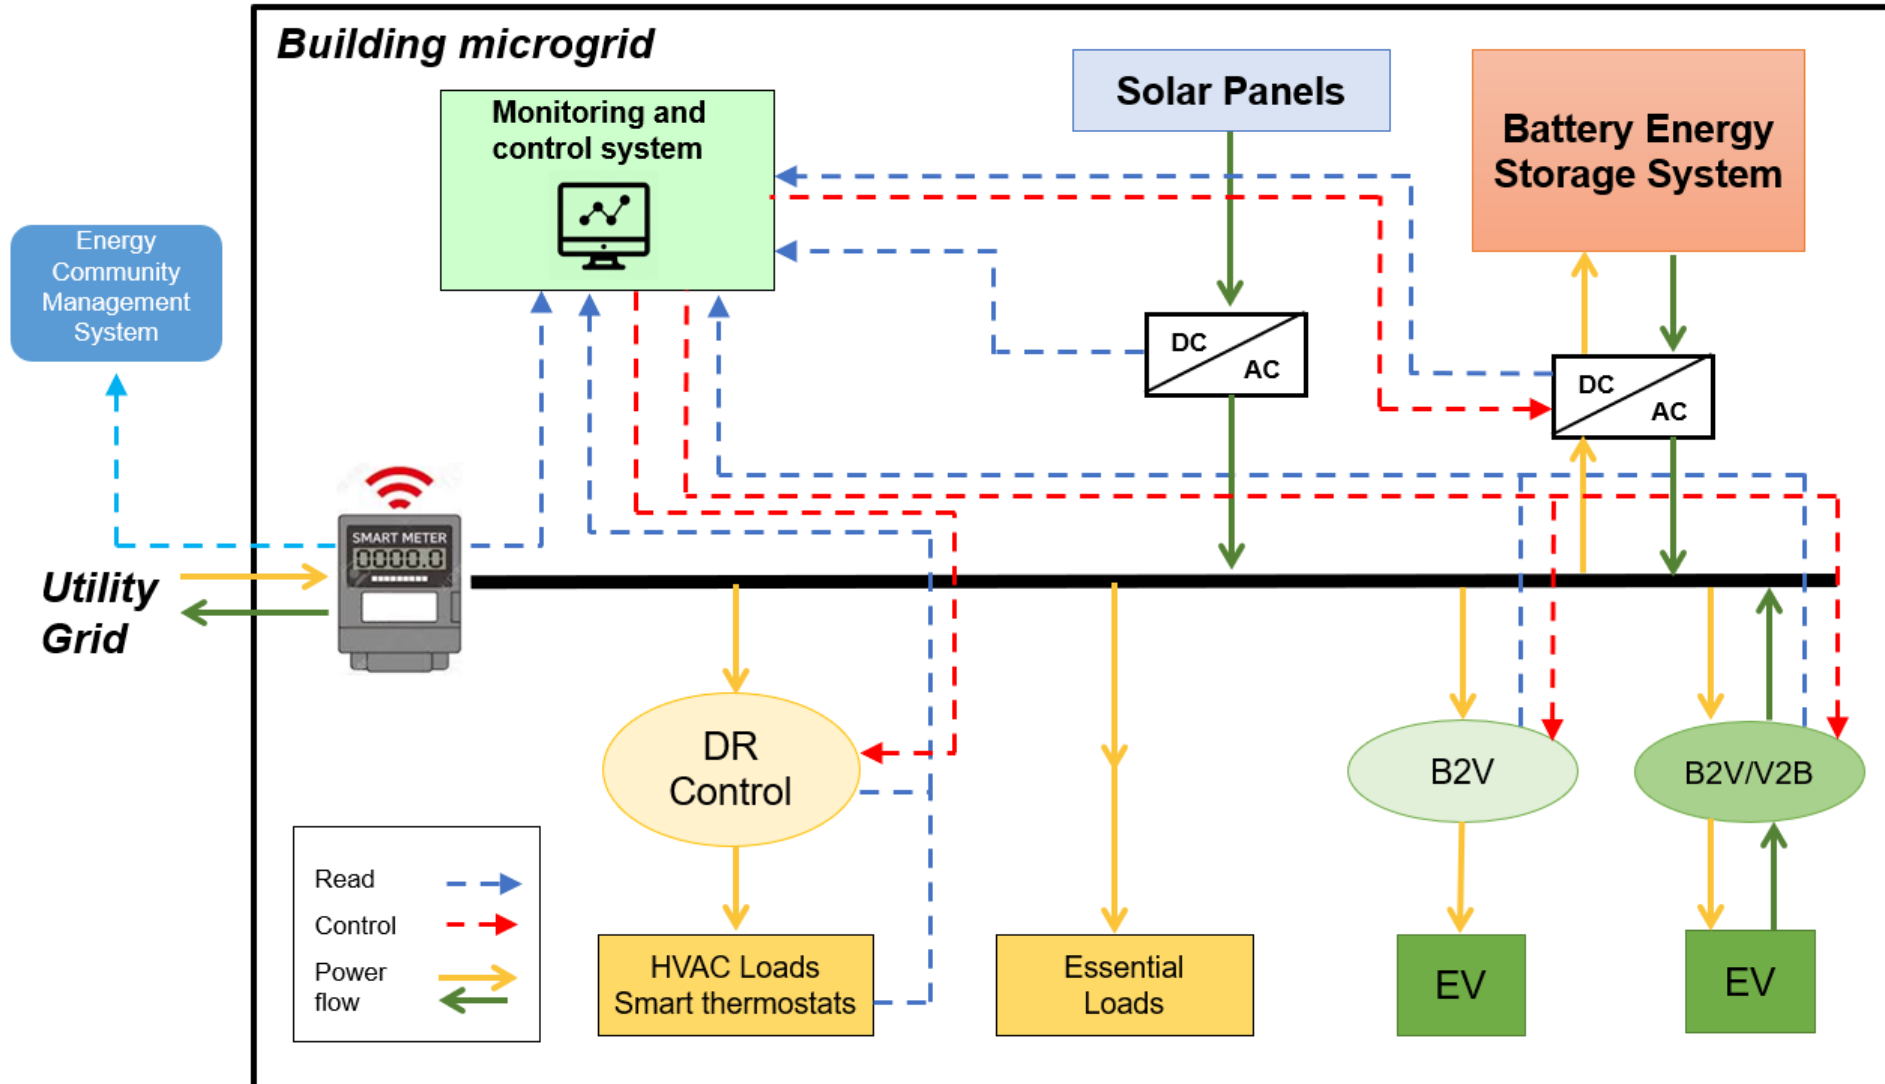 Building microgrid
Monitoring and
control system
Solar Panels
Battery Energy
Storage System
Energy
Community
Management
System
DC
AC
DC
AC
SMART METER
0000.0
Utility
Grid
DR
Control
B2V
B2V/V2B
Read
Control
Power
flow
HVAC Loads
Smart thermostats
Essential
Loads
EV
EV